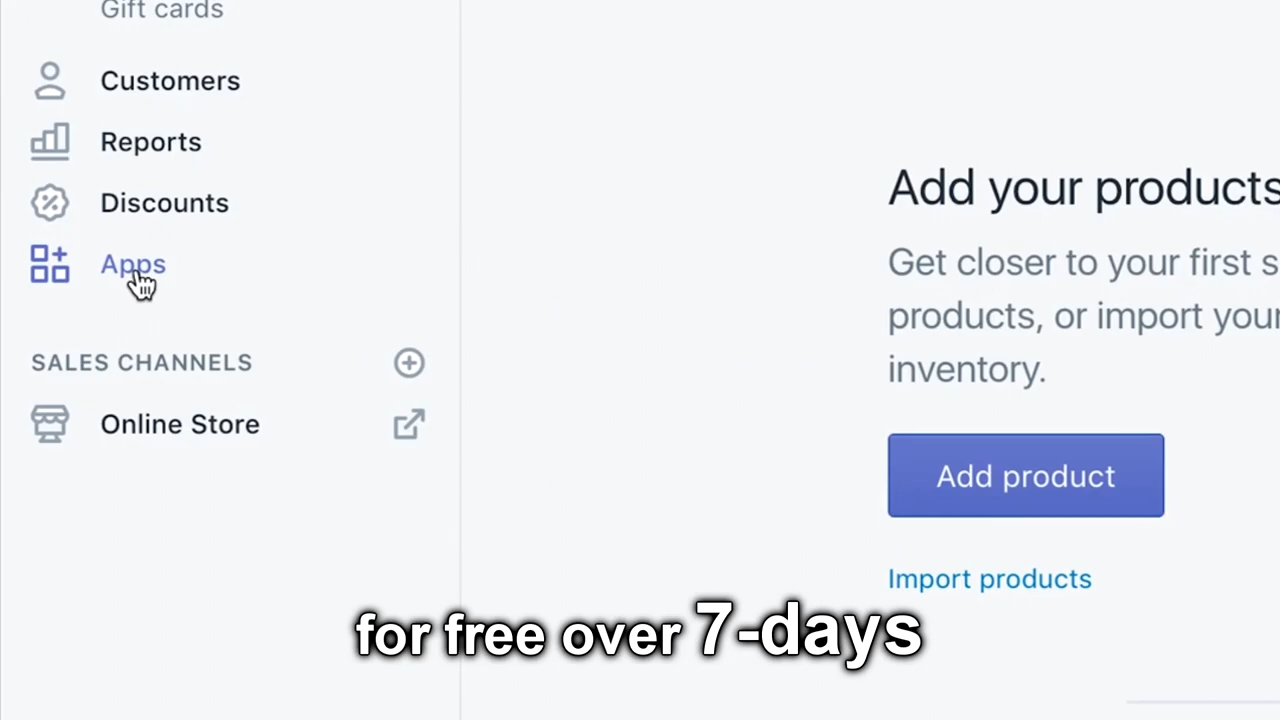 Gift cards
Customers
Reports
Discounts
Apps
SALES CHANNELS
Online Store
Add your products
Get closer to your first s
products, or import your
inventory.
Add product
Import products
for free over 7-days